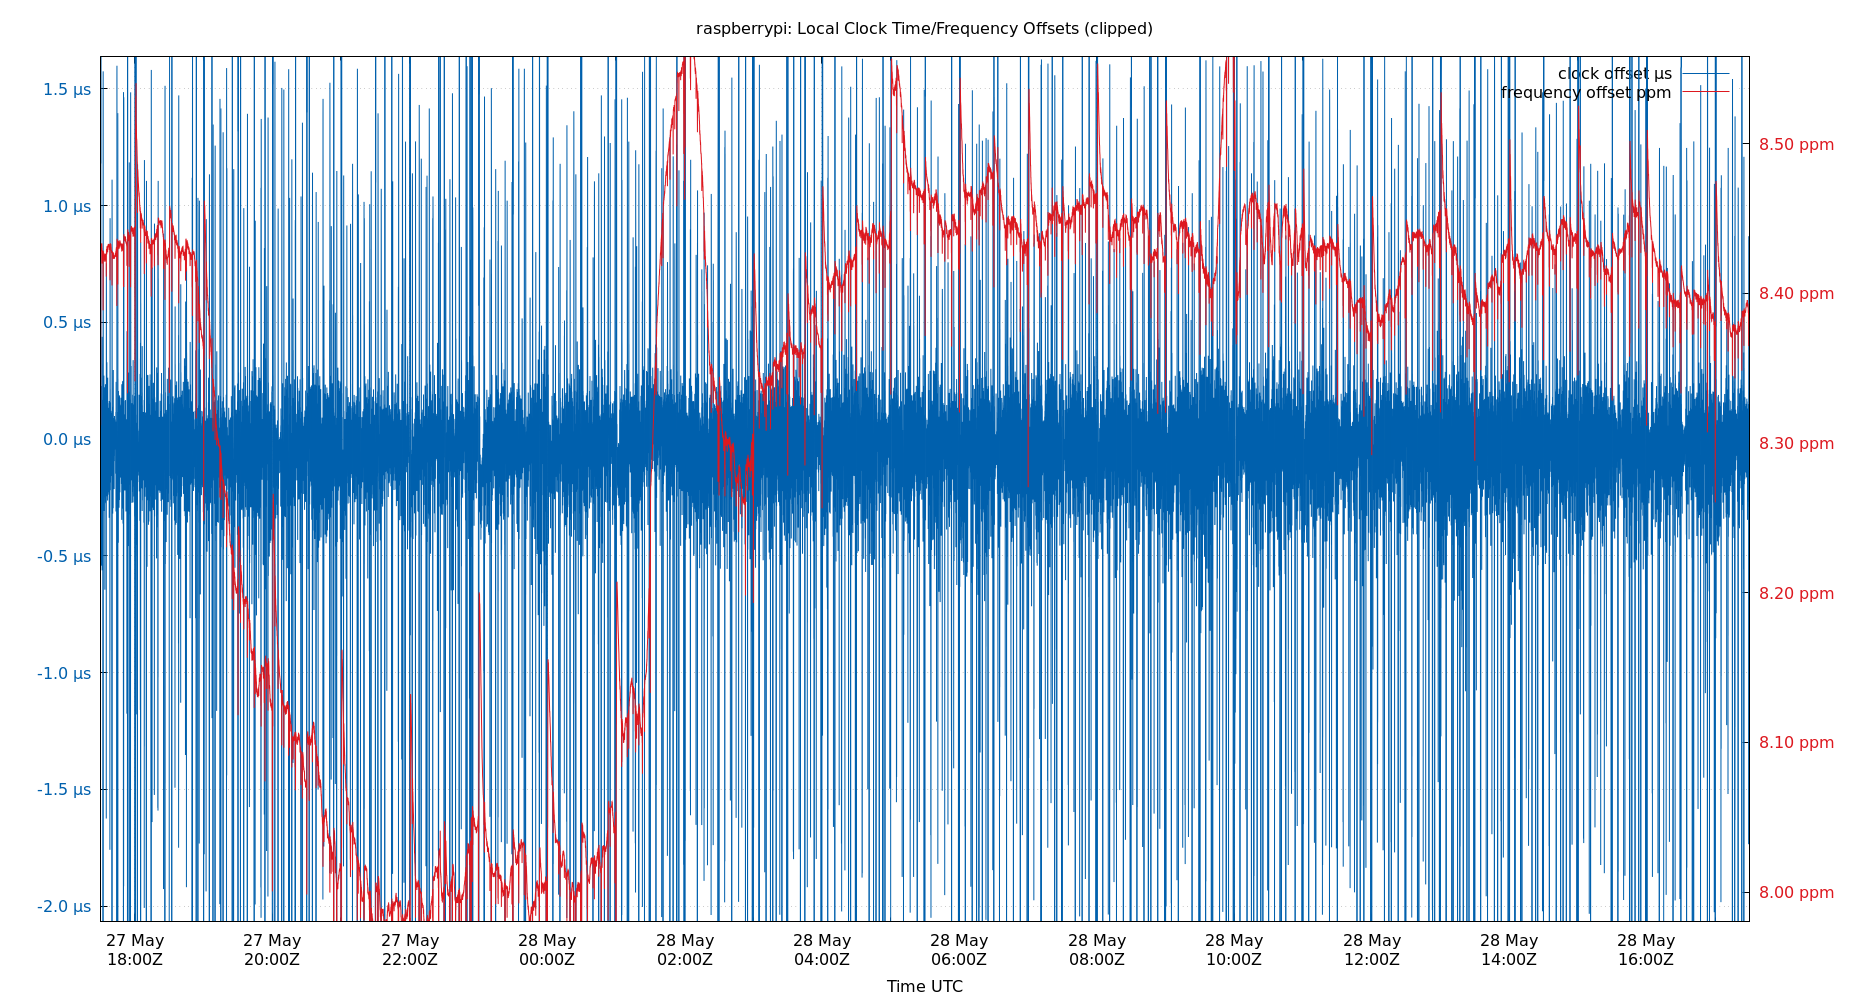 raspberrypi: Local Clock Time/Frequency Offsets (clipped)
clock offset µs
frequency offset ppm
1.5 µs
1.0 µs
0.5 µs
0.0 µs
-0.5 µs
-1.0 µs
-1.5 µs
-2.0 µs
8.50 ppm
8.40 ppm
8.30 ppm
8.20 ppm
8.10 ppm
8.00 ppm
27 May
18:00Z
27 May
20:00Z
27 May
22:00Z
28 May
00:00Z
28 May
02:00Z
28 May
04:00Z
28 May
06:00Z
28 May
08:00Z
28 May
10:00Z
28 May
12:00Z
28 May
14:00Z
28 May
16:00Z
Time UTC